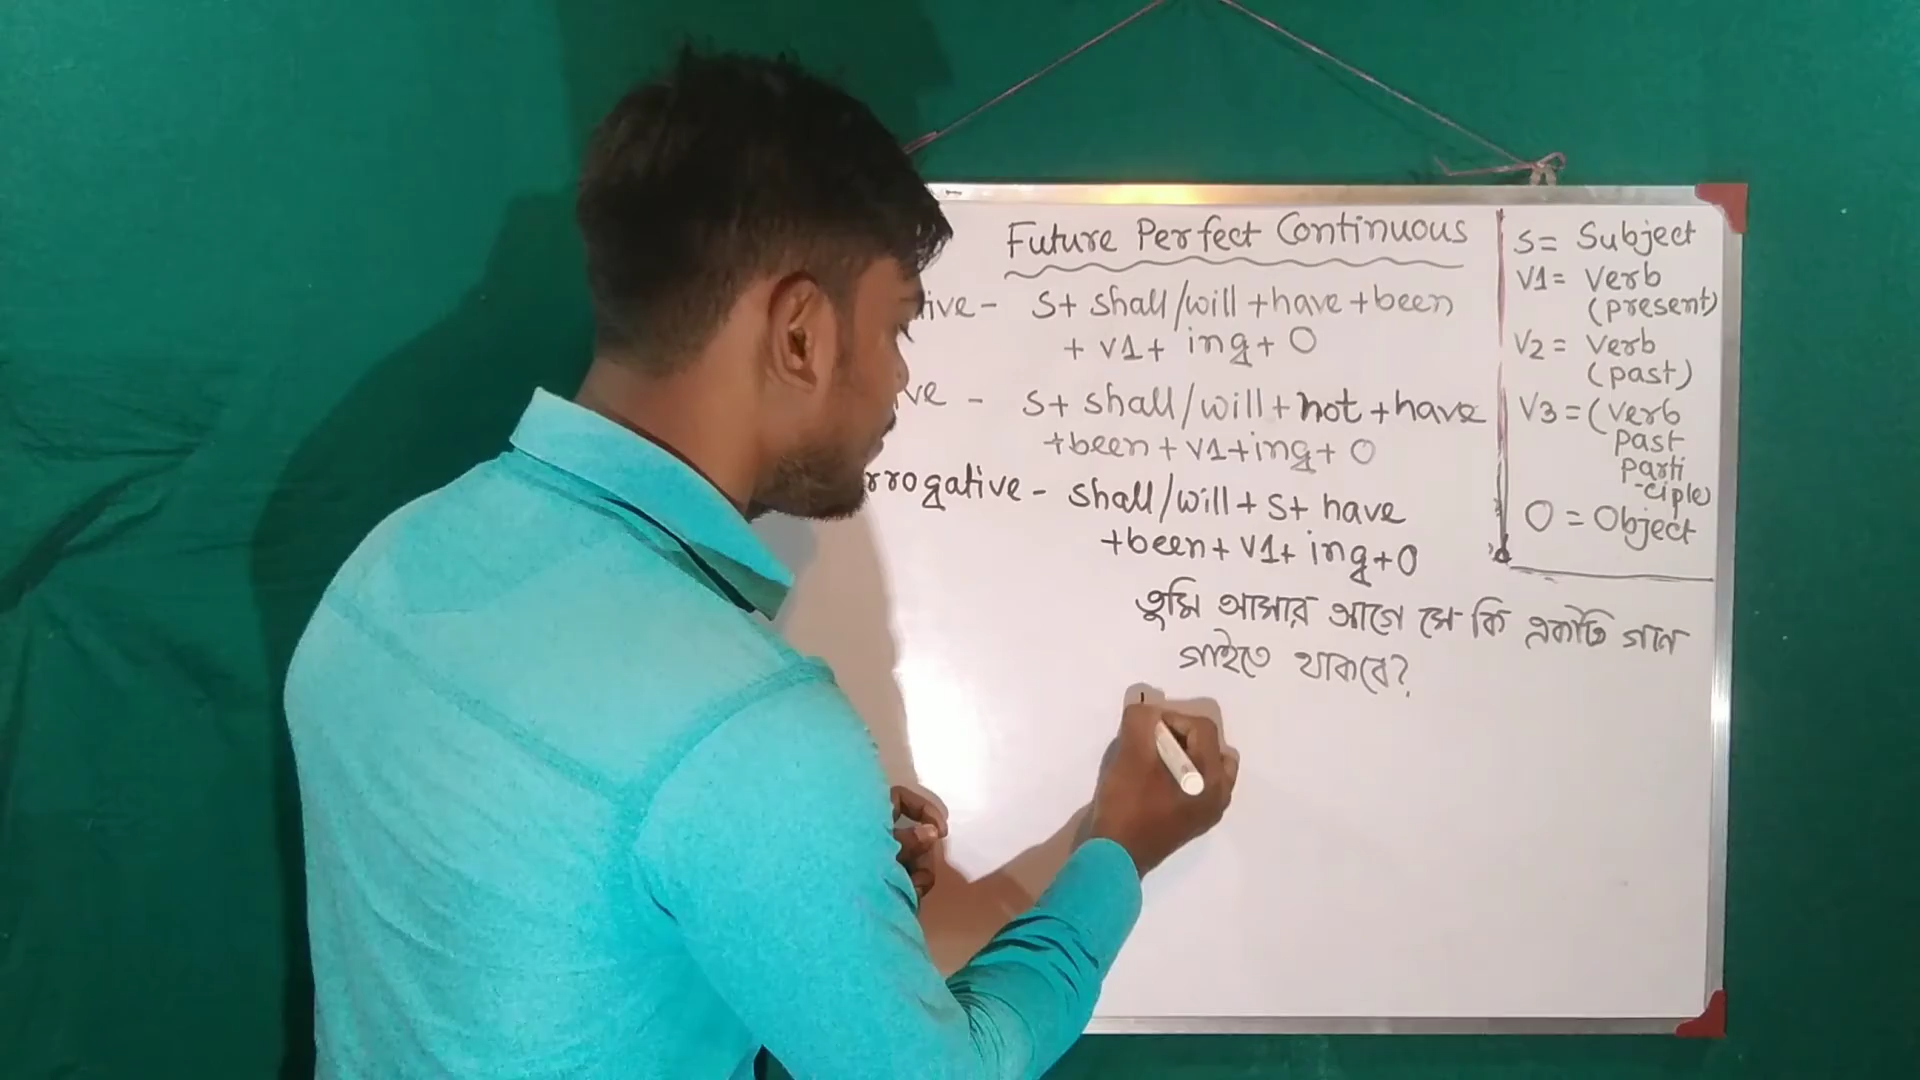 Future Perfect Continuous
S+ shall/will +have +been
+ V1+ ing+ O
S+ shall/will+not+have
+been+V1+ing+ O
rrogative - shall/will+ S+ have
+been+ V1+ ing+O
তুমি আসার আগে সে কি একটি গান
গাইতে থাকবে?
S= Subject
V1= Verb
(present)
V2= Verb
(past)
V3=(Verb
past
parti
-ciple)
O = Object